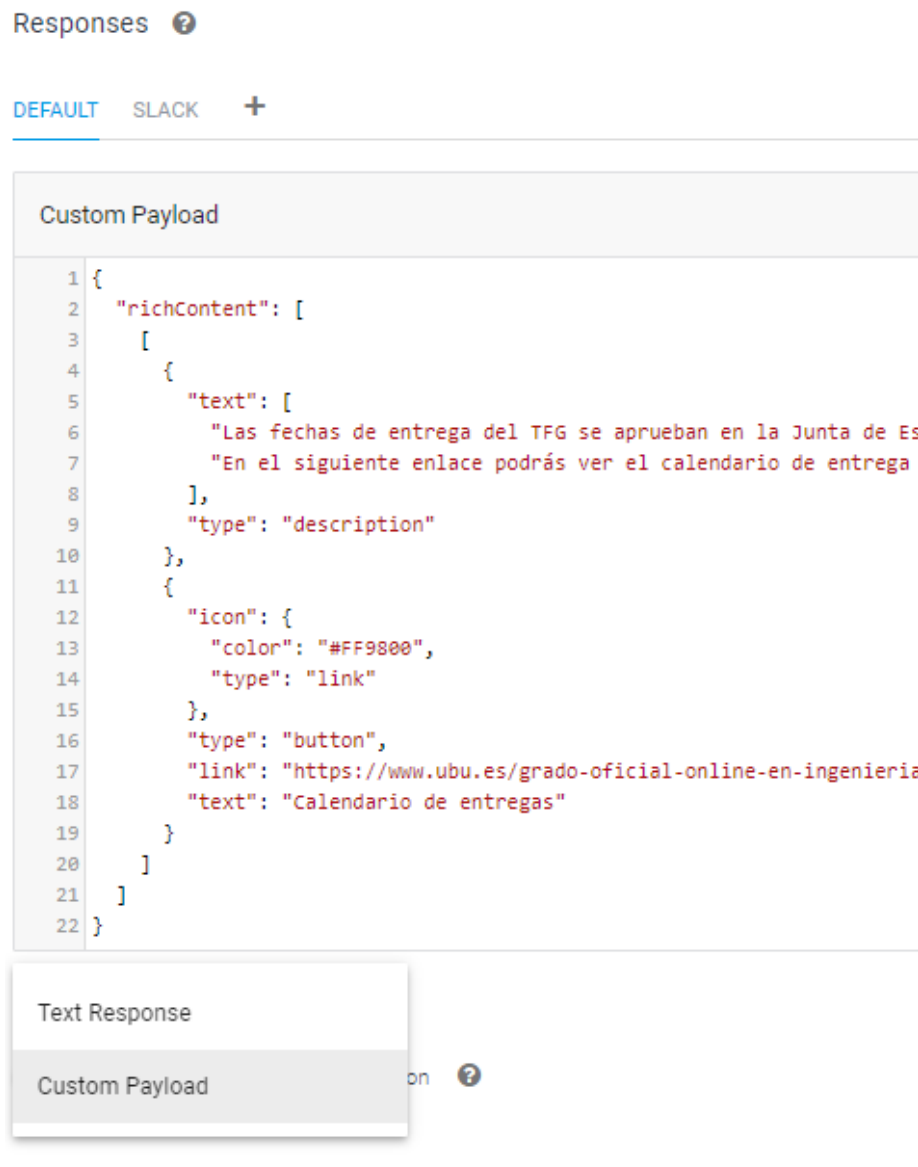 Responses ?
DEFAULT SLACK +
Custom Payload
1 {
2 "richContent": [
3 [
4 {
5 "text": [
6 "Las fechas de entrega del TFG se aprueban en la Junta de Es
7 "En el siguiente enlace podrás ver el calendario de entrega
8 ],
9 "type": "description"
10 },
11 {
12 "icon": {
13 "color": "#FF9800",
14 "type": "link"
15 },
16 "type": "button",
17 "link": "https://www.ubu.es/grado-oficial-online-en-ingenieria
18 "text": "Calendario de entregas"
19 }
20 ]
21 ]
22 }
Text Response
Custom Payload
on ?